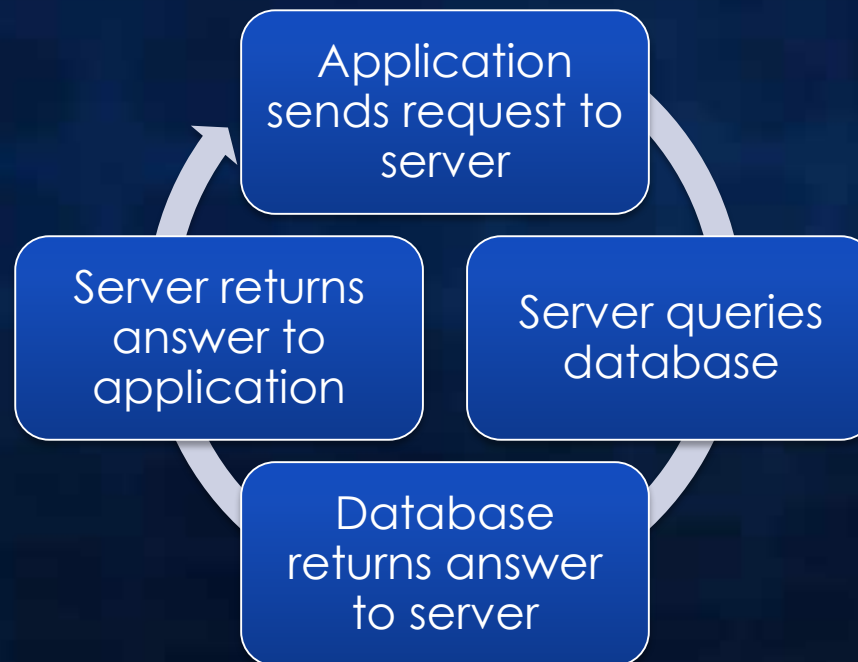 Application
sends request to
server
Server queries
database
Database
returns answer
to server
Server returns
answer to
application